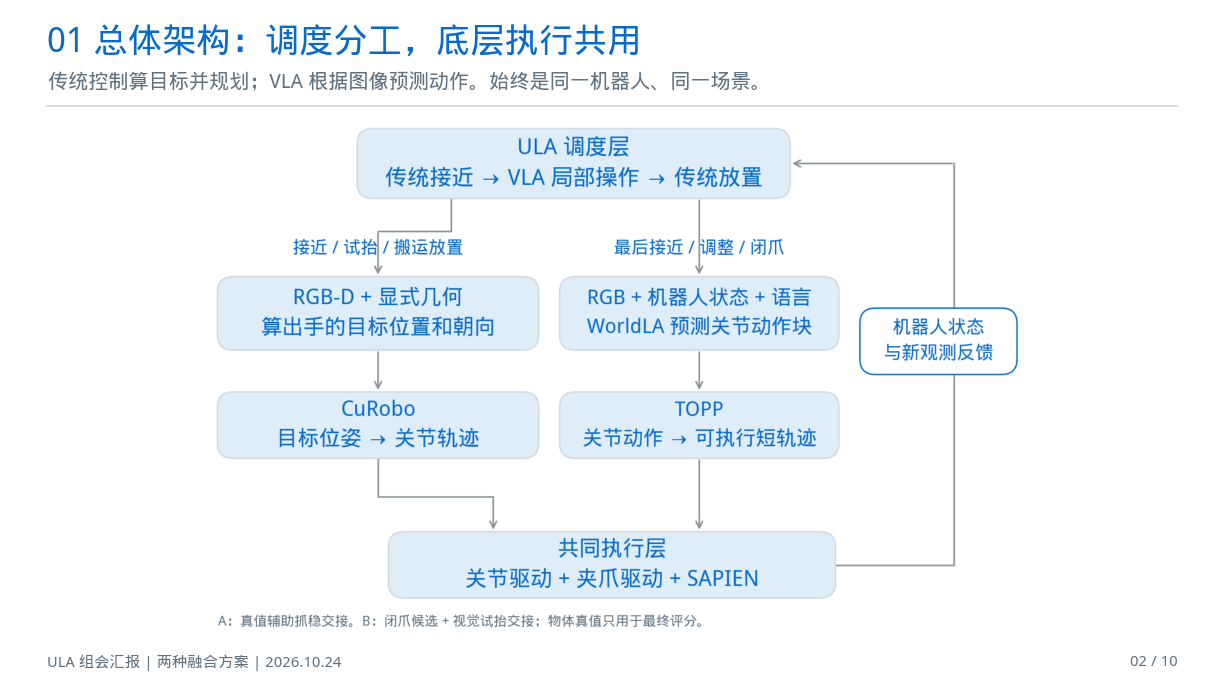 01 总体架构：调度分工，底层执行共用
传统控制算目标并规划；VLA 根据图像预测动作。始终是同一机器人、同一场景。
ULA 调度层
传统接近 → VLA 局部操作 → 传统放置
接近 / 试抬 / 搬运放置
最后接近 / 调整 / 闭爪
RGB-D + 显式几何
算出手的目标位置和朝向
RGB + 机器人状态 + 语言
WorldLA 预测关节动作块
机器人状态
与新观测反馈
CuRobo
目标位姿 → 关节轨迹
TOPP
关节动作 → 可执行短轨迹
共同执行层
关节驱动 + 夹爪驱动 + SAPIEN
A：真值辅助抓稳交接。B：闭爪候选 + 视觉试抬交接；物体真值只用于最终评分。
ULA 组会汇报 | 两种融合方案 | 2026.10.24
02 / 10